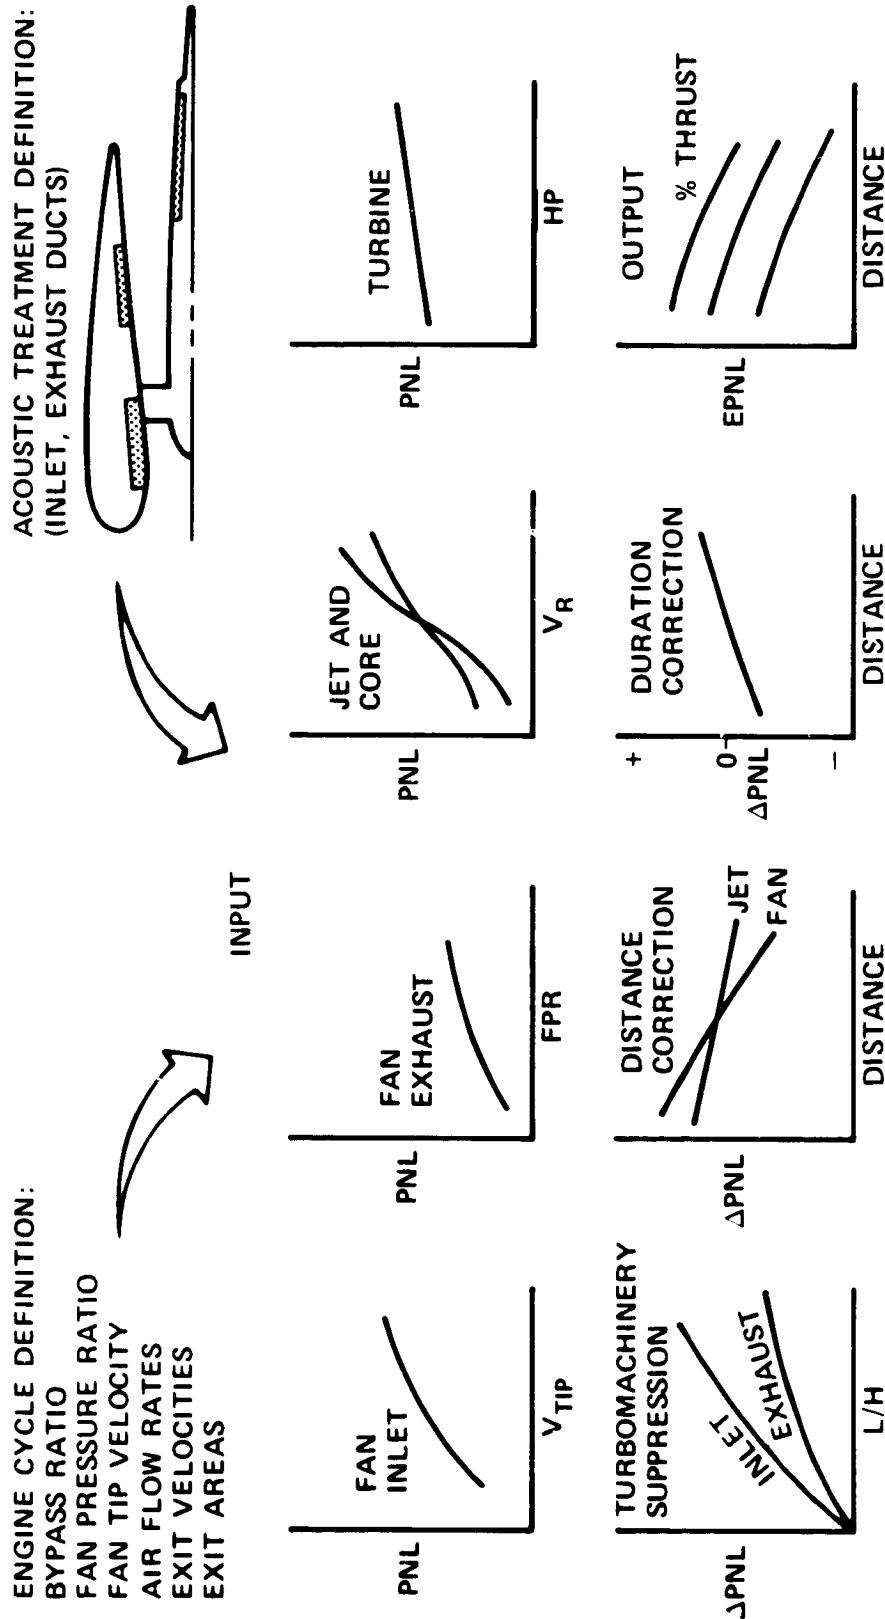 ENGINE CYCLE DEFINITION:
BYPASS RATIO
FAN PRESSURE RATIO
FAN TIP VELOCITY
AIR FLOW RATES
EXIT VELOCITIES
EXIT AREAS
ACOUSTIC TREATMENT DEFINITION:
(INLET, EXHAUST DUCTS)
INPUT
FAN
INLET
PNL
VTIP
FAN
EXHAUST
PNL
FPR
JET AND
CORE
PNL
VR
TURBINE
PNL
HP
TURBOMACHINERY
SUPPRESSION
INLET
EXHAUST
ΔPNL
L/H
DISTANCE
CORRECTION
JET
FAN
ΔPNL
DISTANCE
DURATION
CORRECTION
+
0
ΔPNL
−
DISTANCE
OUTPUT
% THRUST
EPNL
DISTANCE